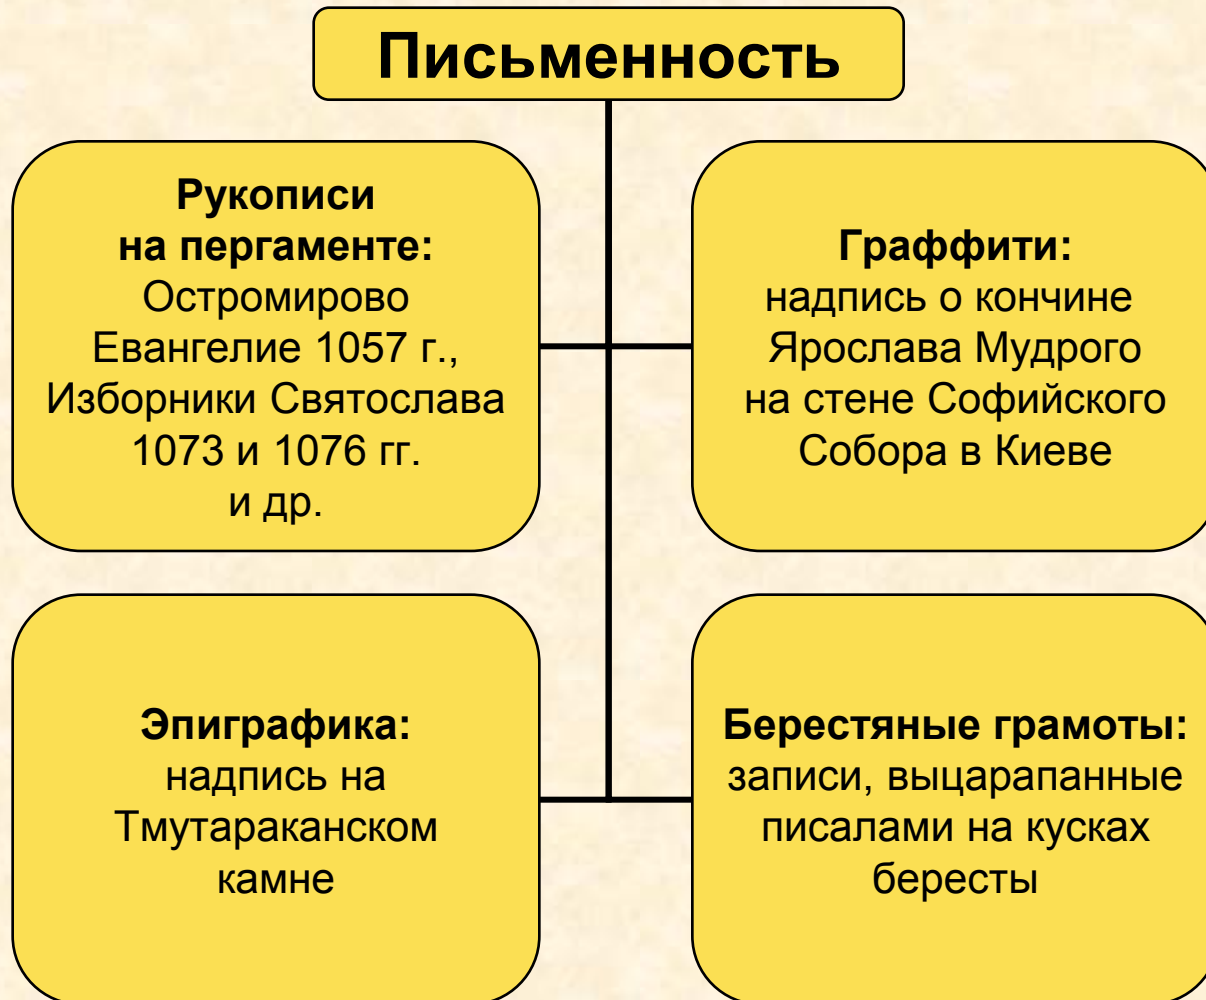 Письменность
Рукописи
на пергаменте:
Остромирово
Евангелие 1057 г.,
Изборники Святослава
1073 и 1076 гг.
и др.
Граффити:
надпись о кончине
Ярослава Мудрого
на стене Софийского
Собора в Киеве
Эпиграфика:
надпись на
Тмутараканском
камне
Берестяные грамоты:
записи, выцарапанные
писалами на кусках
бересты